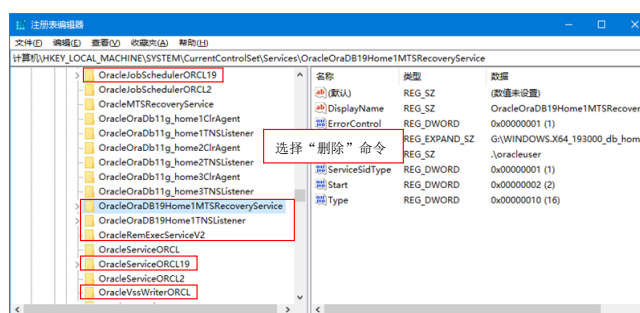 注册表编辑器
文件(F) 编辑(E) 查看(V) 收藏夹(A) 帮助(H)
计算机\HKEY_LOCAL_MACHINE\SYSTEM\CurrentControlSet\Services\OracleOraDB19Home1MTSRecoveryService
OracleJobSchedulerORCL19
OracleJobSchedulerORCL2
OracleMTSRecoveryService
OracleOraDb11g_home1ClrAgent
OracleOraDb11g_home1TNSListener
OracleOraDb11g_home2ClrAgent
OracleOraDb11g_home2TNSListener
OracleOraDb11g_home3ClrAgent
OracleOraDb11g_home3TNSListener
OracleOraDB19Home1MTSRecoveryService
OracleOraDB19Home1TNSListener
OracleRemExecServiceV2
OracleServiceORCL
OracleServiceORCL19
OracleServiceORCL2
OracleVssWriterORCL
名称 类型 数据
(默认) REG_SZ (数值未设置)
DisplayName REG_SZ OracleOraDB19Home1MTSRecover
ErrorControl REG_DWORD 0x00000001 (1)
REG_EXPAND_SZ G:\WINDOWS.X64_193000_db_hom
REG_SZ .\oracleuser
ServiceSidType REG_DWORD 0x00000001 (1)
Start REG_DWORD 0x00000002 (2)
Type REG_DWORD 0x00000010 (16)
选择“删除”命令